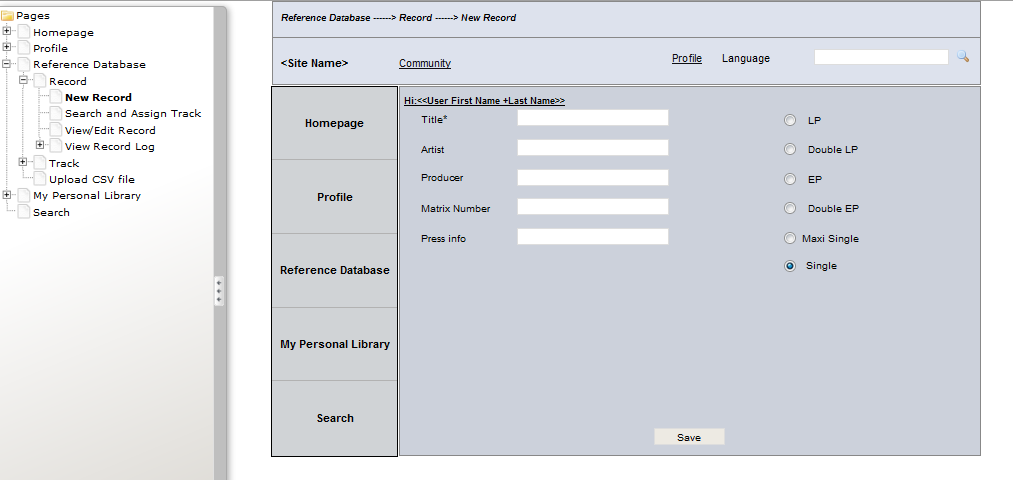 Pages
Homepage
Profile
Reference Database
Record
New Record
Search and Assign Track
View/Edit Record
View Record Log
Track
Upload CSV file
My Personal Library
Search
Reference Database ------> Record ------> New Record
<Site Name> Community Profile Language
Homepage
Profile
Reference Database
My Personal Library
Search
Hi:<<User First Name +Last Name>>
Title* LP
Artist Double LP
Producer EP
Matrix Number Double EP
Press info Maxi Single
Single
Save